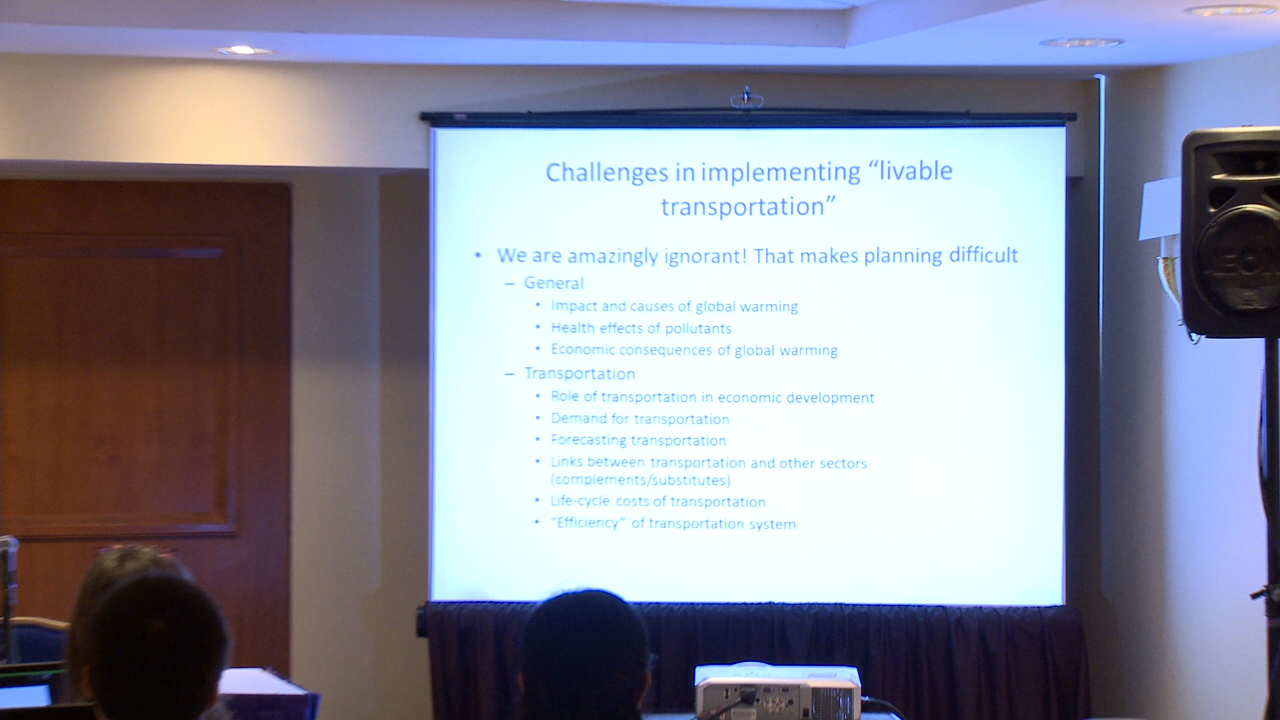 Challenges in implementing “livable
transportation”
• We are amazingly ignorant! That makes planning difficult
– General
• Impact and causes of global warming
• Health effects of pollutants
• Economic consequences of global warming
– Transportation
• Role of transportation in economic development
• Demand for transportation
• Forecasting transportation
• Links between transportation and other sectors
(complements/substitutes)
• Life-cycle costs of transportation
• “Efficiency” of transportation system